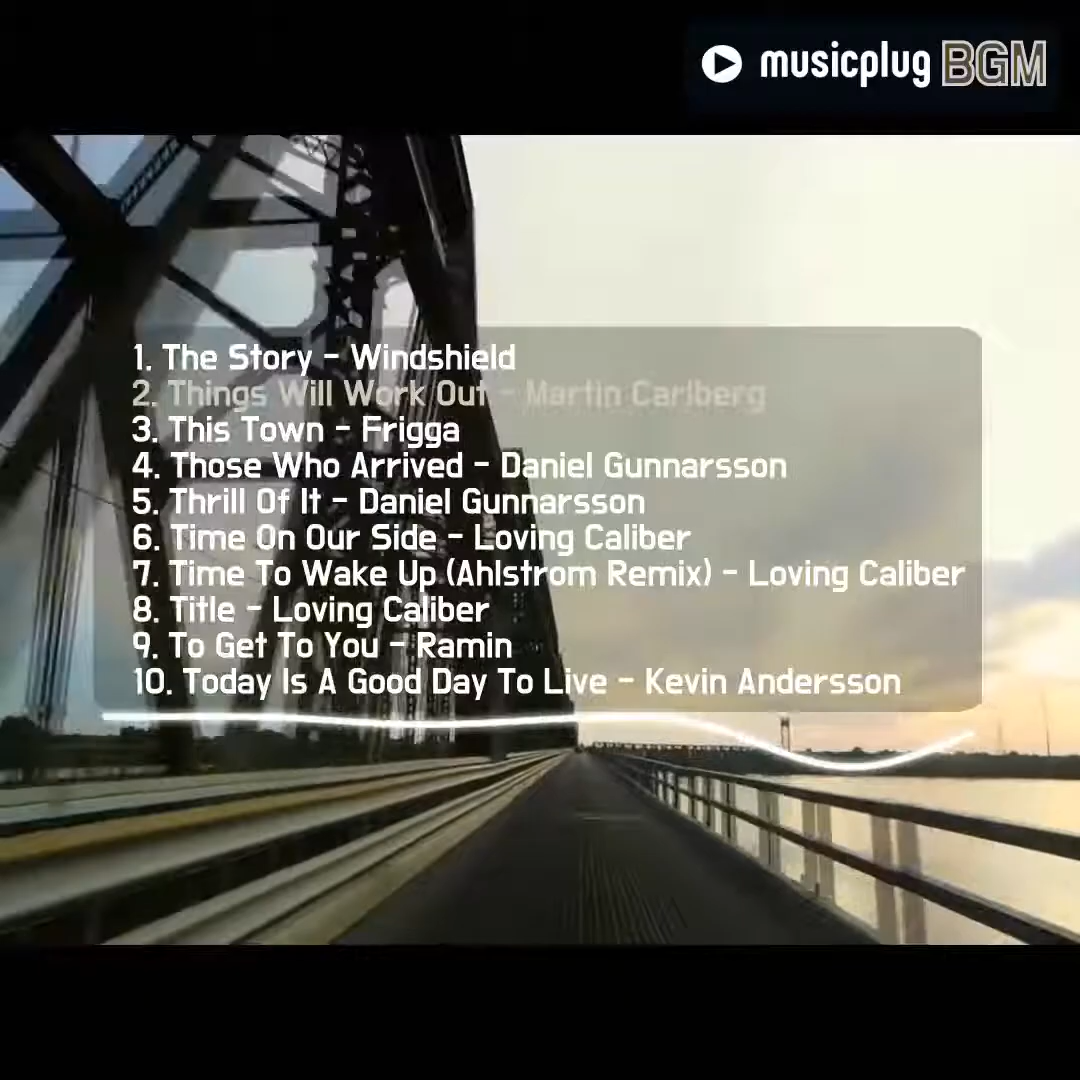 musicplug BGM
1. The Story - Windshield
2. Things Will Work Out - Martin Carlberg
3. This Town - Frigga
4. Those Who Arrived - Daniel Gunnarsson
5. Thrill Of It - Daniel Gunnarsson
6. Time On Our Side - Loving Caliber
7. Time To Wake Up (Ahlstrom Remix) - Loving Caliber
8. Title - Loving Caliber
9. To Get To You - Ramin
10. Today Is A Good Day To Live - Kevin Andersson